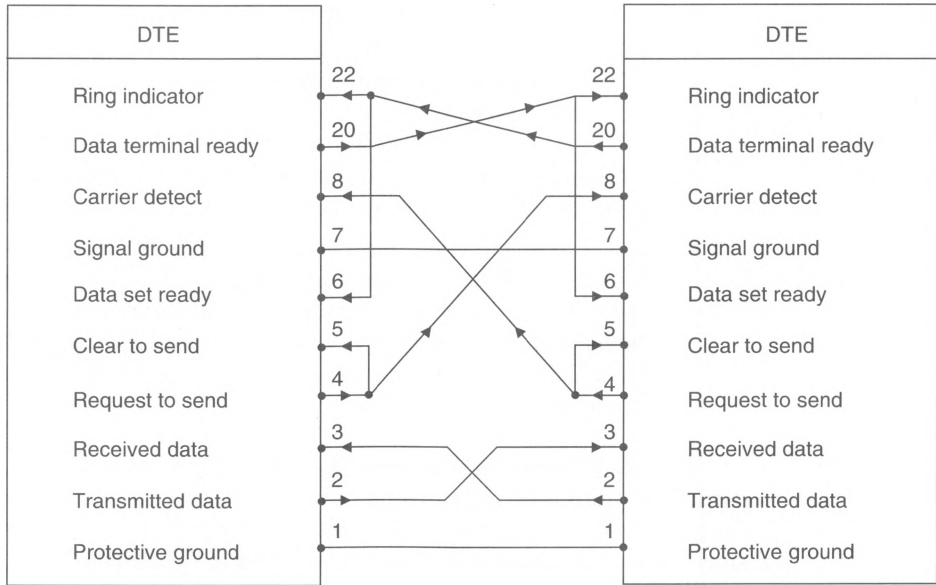 DTE DTE
Ring indicator 22 22 Ring indicator
Data terminal ready 20 20 Data terminal ready
Carrier detect 8 8 Carrier detect
Signal ground 7 7 Signal ground
Data set ready 6 6 Data set ready
Clear to send 5 5 Clear to send
Request to send 4 4 Request to send
Received data 3 3 Received data
Transmitted data 2 2 Transmitted data
Protective ground 1 1 Protective ground